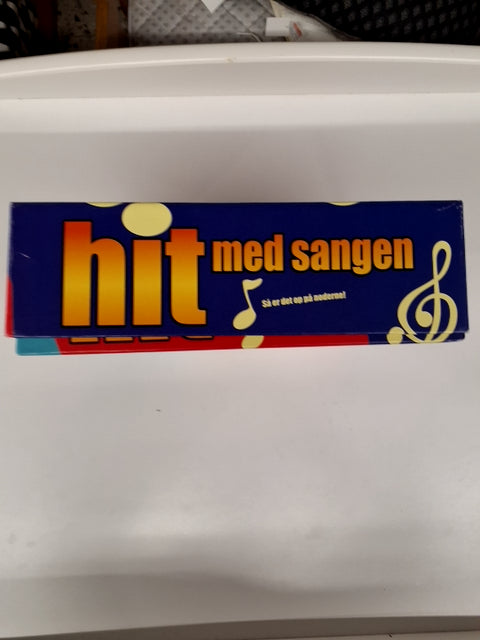 hit med sangen
Så er det op på noderne!